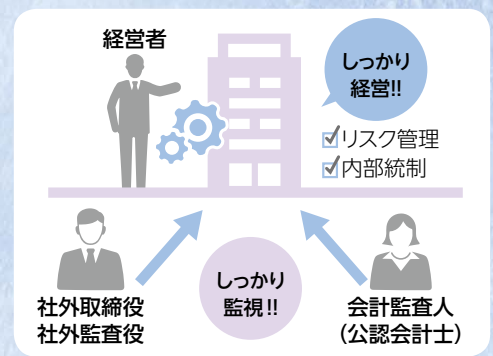 経営者
しっかり
経営!!
リスク管理
内部統制
しっかり
監視!!
社外取締役
社外監査役
会計監査人
（公認会計士）